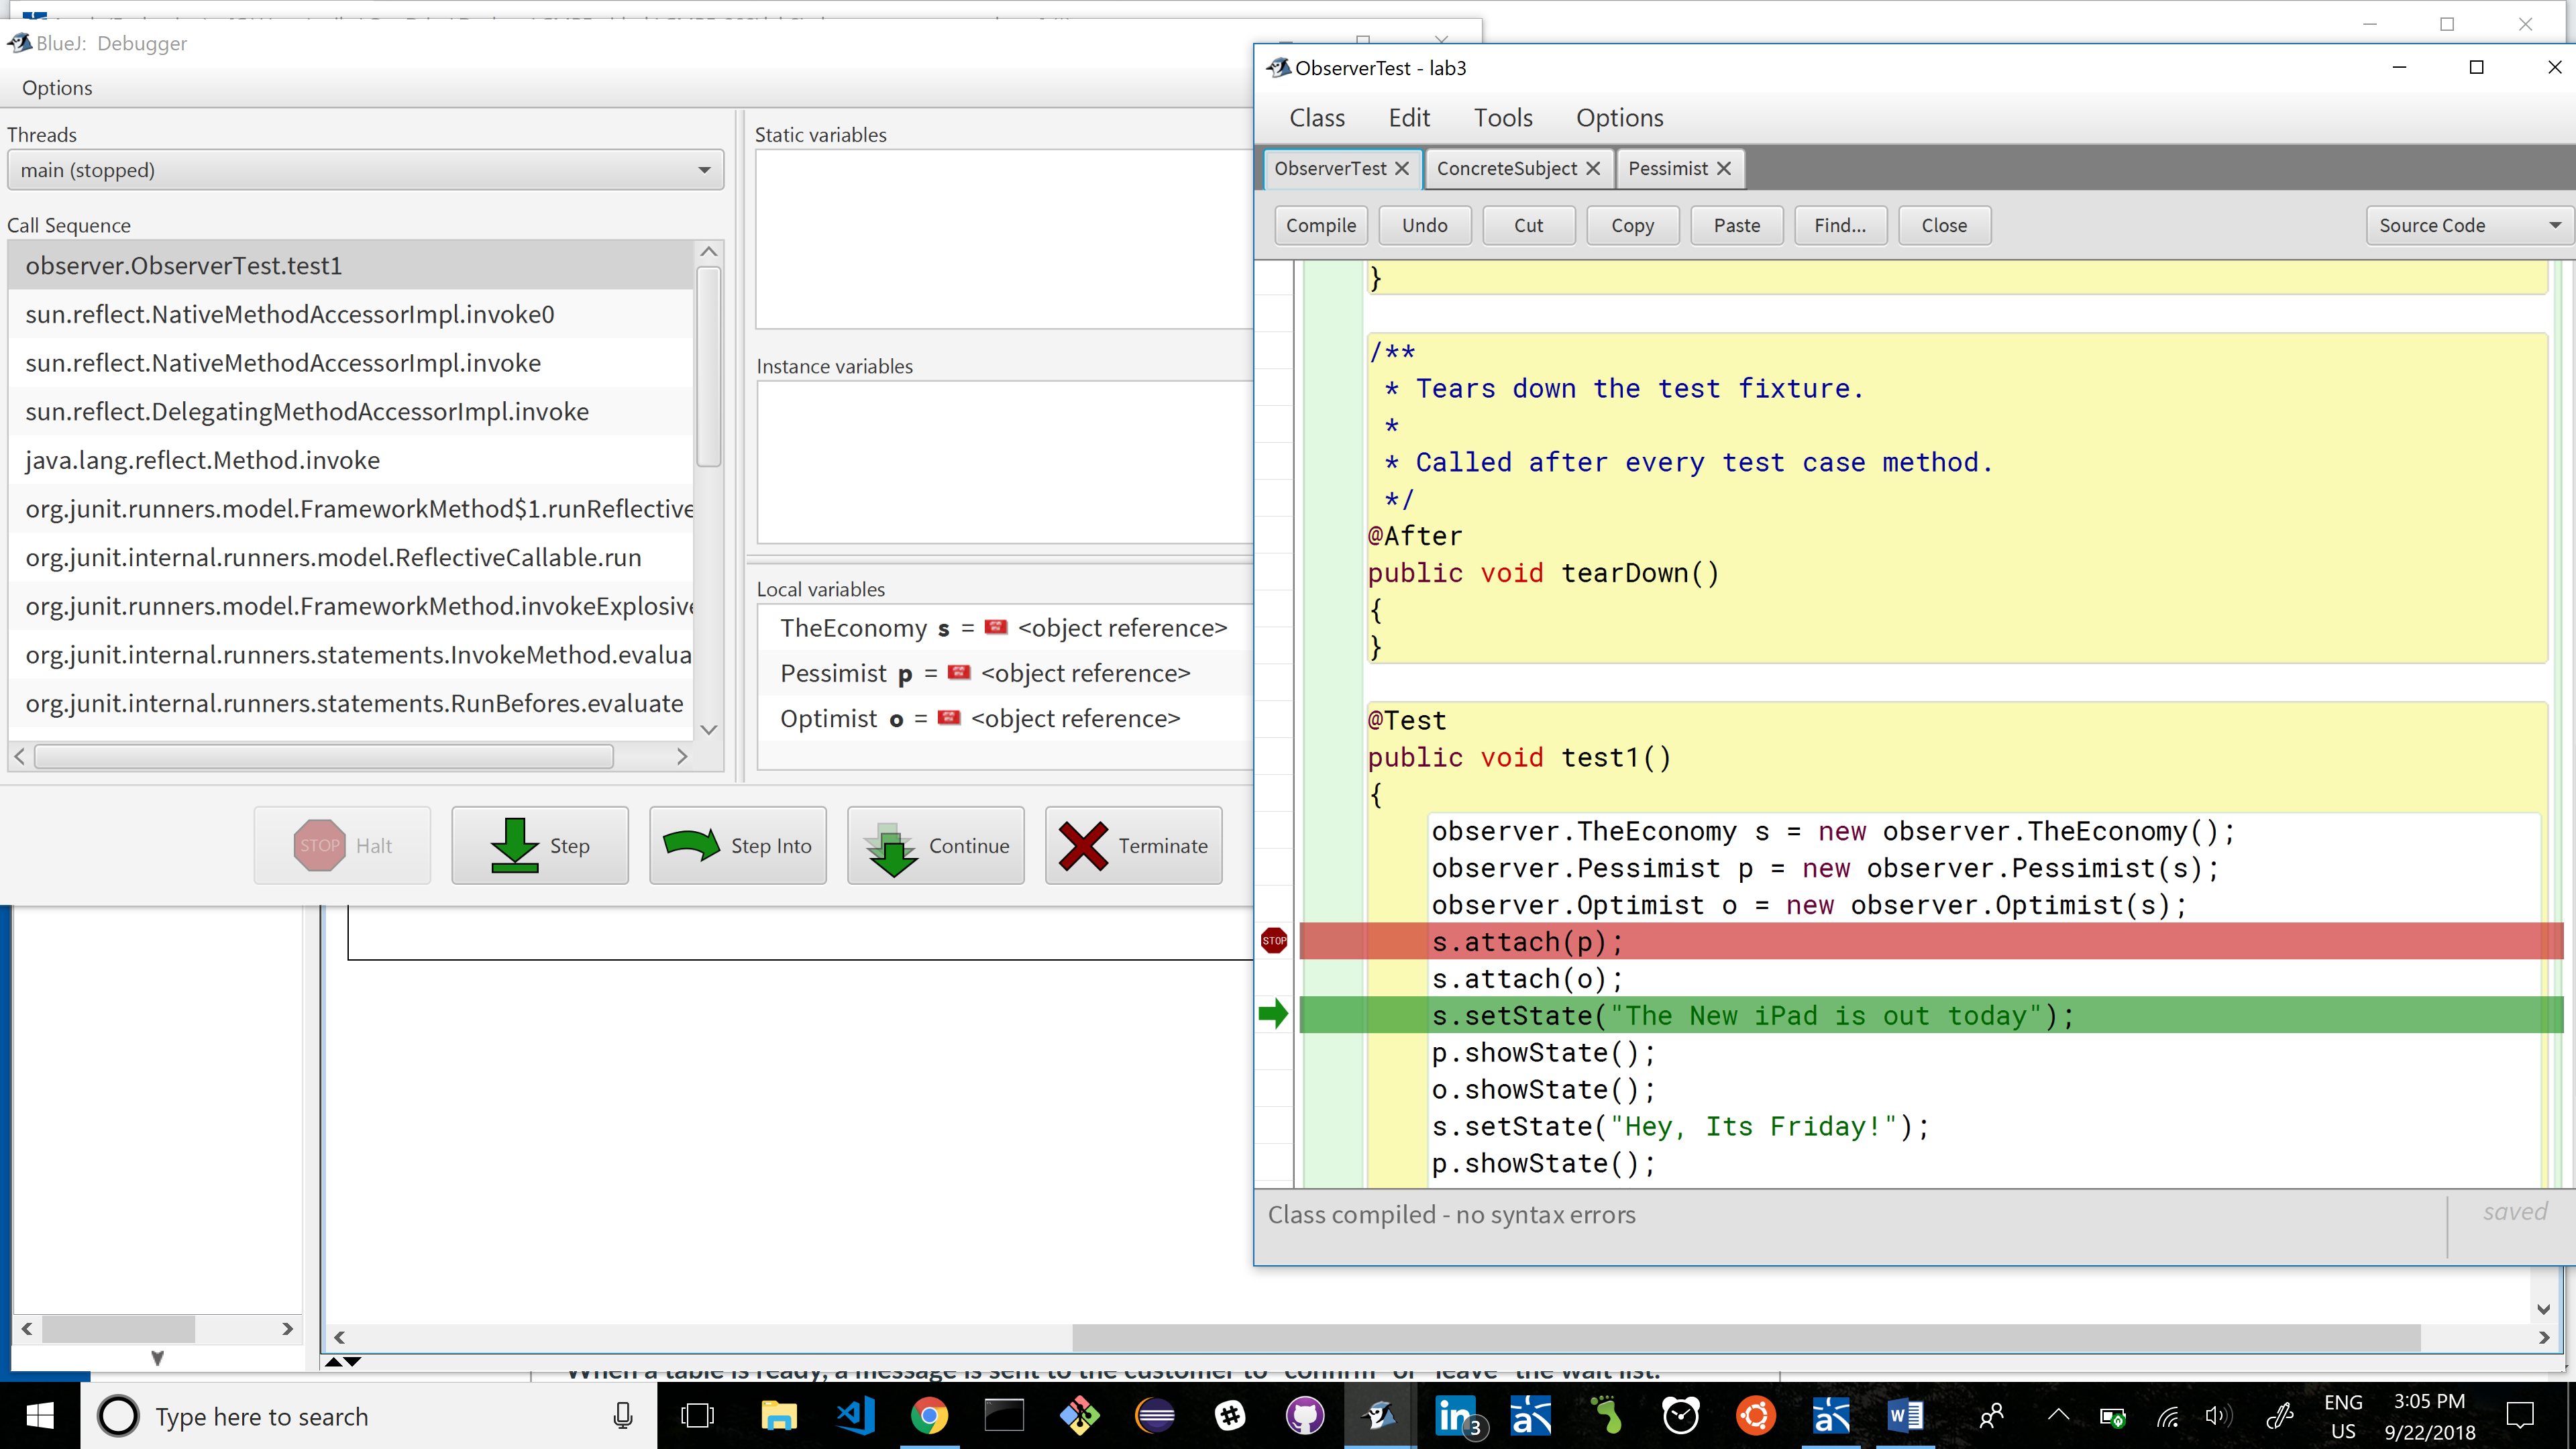 BlueJ: Debugger
Options
Threads
main (stopped)
Call Sequence
observer.ObserverTest.test1
sun.reflect.NativeMethodAccessorImpl.invoke0
sun.reflect.NativeMethodAccessorImpl.invoke
sun.reflect.DelegatingMethodAccessorImpl.invoke
java.lang.reflect.Method.invoke
org.junit.runners.model.FrameworkMethod$1.runReflective
org.junit.internal.runners.model.ReflectiveCallable.run
org.junit.runners.model.FrameworkMethod.invokeExplosive
org.junit.internal.runners.statements.InvokeMethod.evalua
org.junit.internal.runners.statements.RunBefores.evaluate
Static variables
Instance variables
Local variables
TheEconomy s = <object reference>
Pessimist p = <object reference>
Optimist o = <object reference>
STOP Halt
Step
Step Into
Continue
Terminate
ObserverTest - lab3
Class Edit Tools Options
ObserverTest ConcreteSubject Pessimist
Compile Undo Cut Copy Paste Find... Close Source Code
}
/**
* Tears down the test fixture.
*
* Called after every test case method.
*/
@After
public void tearDown()
{
}
@Test
public void test1()
{
observer.TheEconomy s = new observer.TheEconomy();
observer.Pessimist p = new observer.Pessimist(s);
observer.Optimist o = new observer.Optimist(s);
STOP s.attach(p);
s.attach(o);
s.setState("The New iPad is out today");
p.showState();
o.showState();
s.setState("Hey, Its Friday!");
p.showState();
Class compiled - no syntax errors
saved
When a table is ready, a message is sent to the customer to "confirm" or "leave" the wait list.
Type here to search
3
ENG
US
3:05 PM
9/22/2018